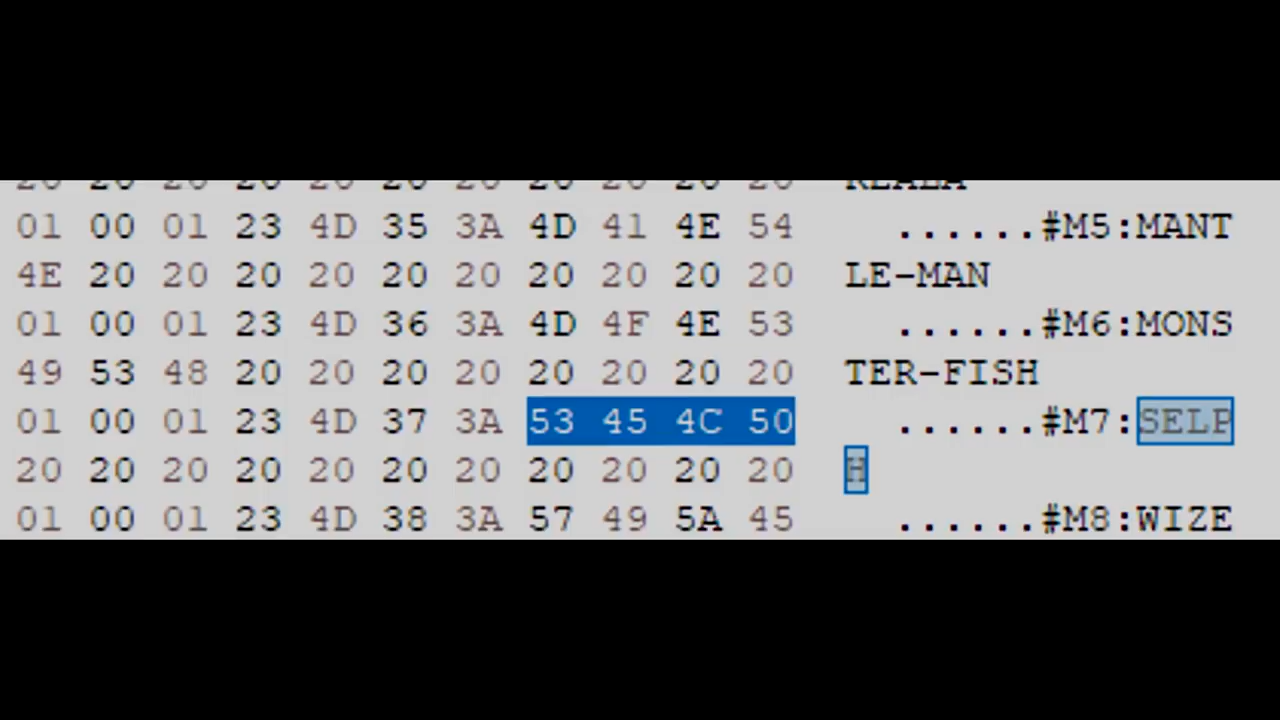 01 00 01 23 4D 35 3A 4D 41 4E 54 ......#M5:MANT
4E 20 20 20 20 20 20 20 20 20 20 LE-MAN
01 00 01 23 4D 36 3A 4D 4F 4E 53 ......#M6:MONS
49 53 48 20 20 20 20 20 20 20 20 TER-FISH
01 00 01 23 4D 37 3A 53 45 4C 50 ......#M7:SELP
20 20 20 20 20 20 20 20 20 20 20 H
01 00 01 23 4D 38 3A 57 49 5A 45 ......#M8:WIZE